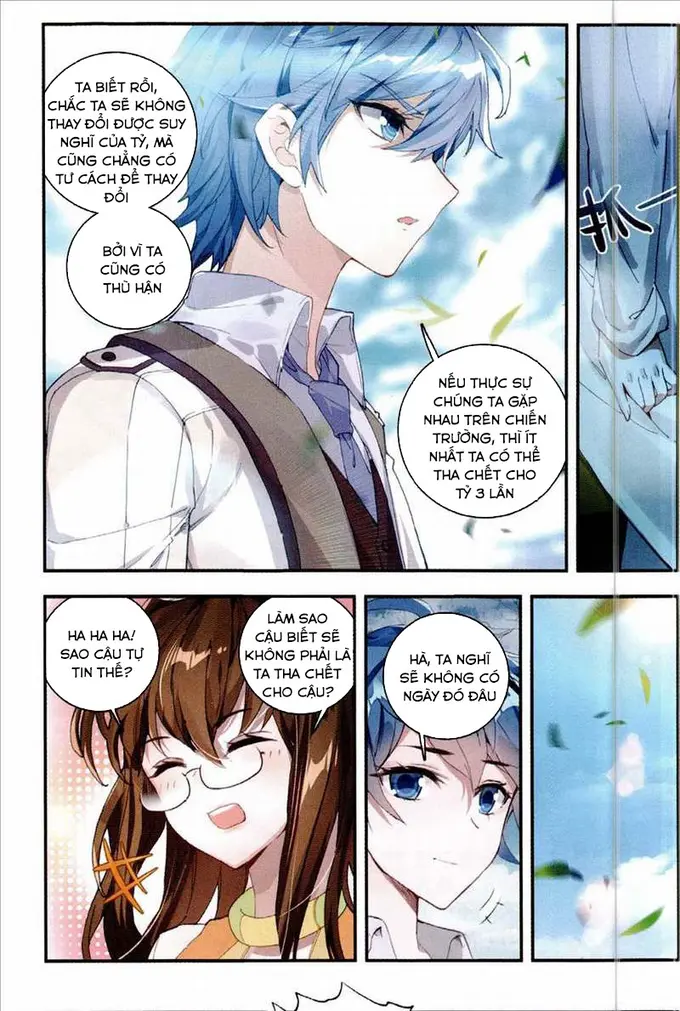 TA BIẾT RỒI,
CHẮC TA SẼ KHÔNG
THAY ĐỔI ĐƯỢC SUY
NGHĨ CỦA TỶ, MÀ
CŨNG CHẲNG CÓ
TƯ CÁCH ĐỂ THAY
ĐỔI
BỞI VÌ TA
CŨNG CÓ
THÙ HẬN
NẾU THỰC SỰ
CHÚNG TA GẶP
NHAU TRÊN CHIẾN
TRƯỜNG, THÌ ÍT
NHẤT TA CÓ THỂ
THA CHẾT CHO
TỶ 3 LẦN
抓
HA HA HA!
SAO CẬU TỰ
TIN THẾ?
LÀM SAO
CẬU BIẾT SẼ
KHÔNG PHẢI LÀ
TA THA CHẾT
CHO CẬU?
HÀ, TA NGHĨ
SẼ KHÔNG CÓ
NGÀY ĐÓ ĐÂU